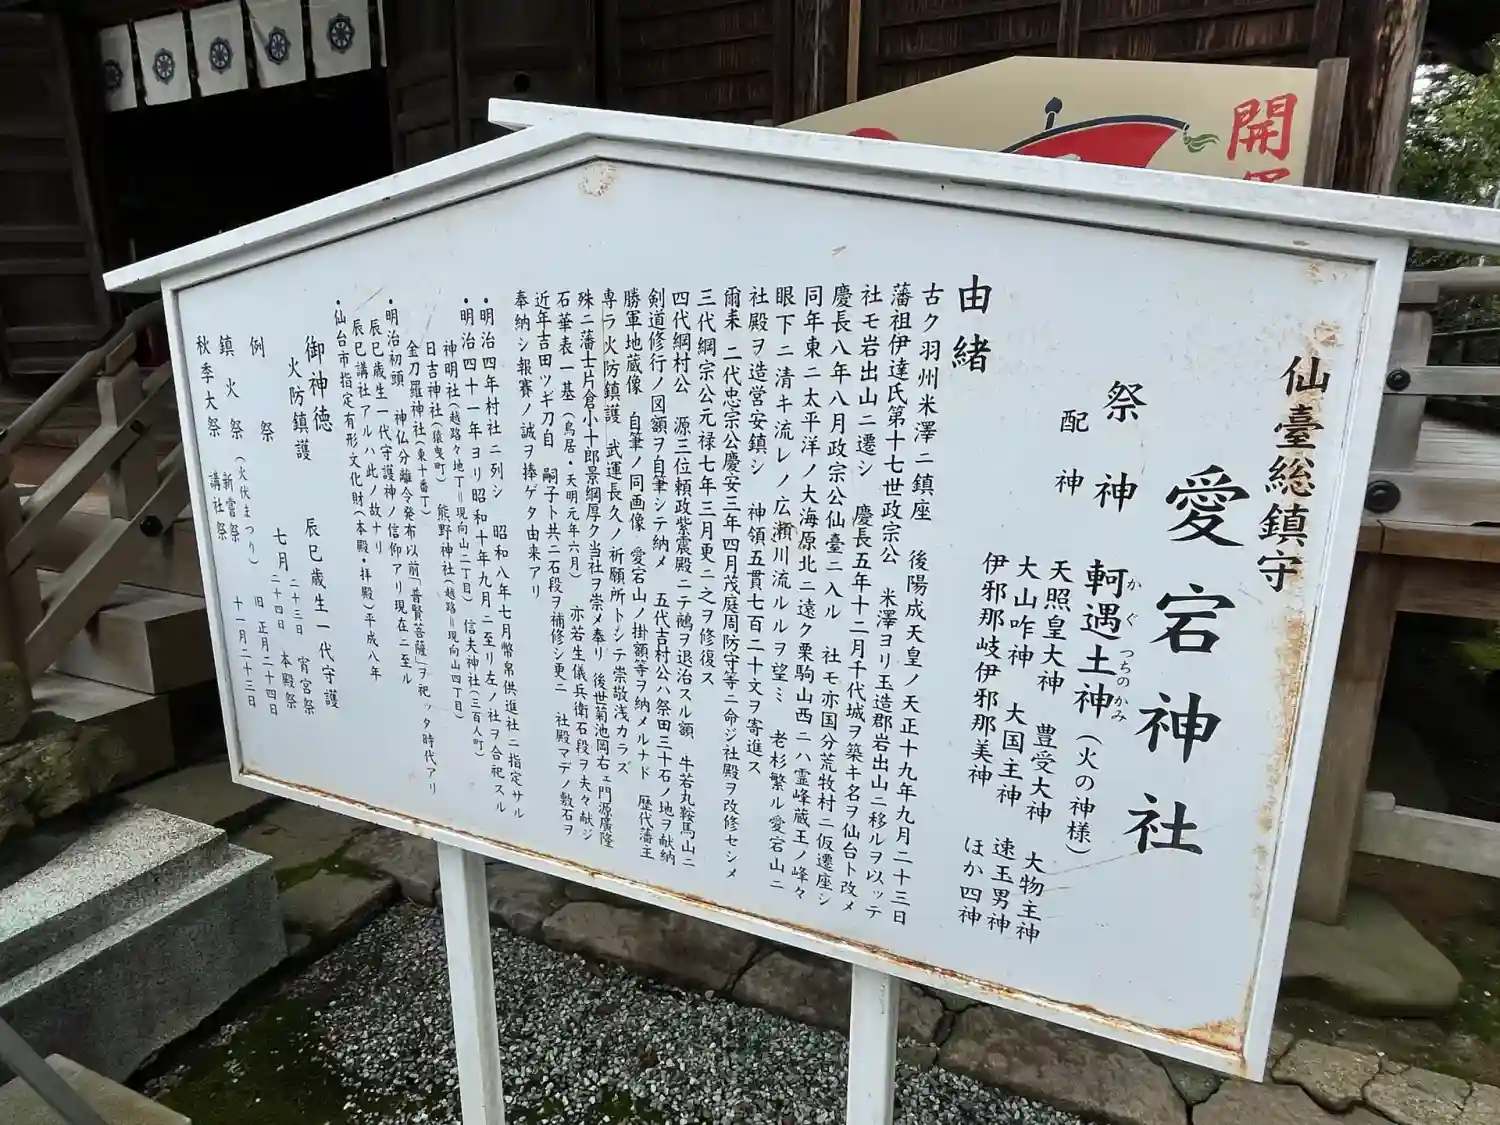 仙臺総鎮守
愛宕神社
祭神 軻遇土神(火の神様)
かぐつちのかみ
配神 天照皇大神 豊受大神 大物主神
大山咋神 大国主神 速玉男神
伊邪那岐伊邪那美神 ほか四神
由緒
古ク羽州米澤ニ鎮座 後陽成天皇ノ天正十九年九月二十三日
藩祖伊達氏第十七世政宗公 米澤ヨリ玉造郡岩出山ニ移ルヲ以ッテ
社モ岩出山ニ遷シ 慶長五年十二月千代城ヲ築キ名ヲ仙台ト改メ
慶長八年八月政宗公仙臺ニ入ル 社モ亦国分荒牧村ニ仮遷座シ
同年東ニ太平洋ノ大海原北ニ遠ク栗駒山西ニハ霊峰蔵王ノ峰々
眼下ニ清キ流レノ広瀬川流ルルヲ望ミ 老杉繁ル愛宕山ニ
社殿ヲ造営安鎮シ 神領五貫七百二十文ヲ寄進ス
爾来 二代忠宗公慶安三年四月茂庭周防守等ニ命ジ社殿ヲ改修セシメ
三代綱宗公元禄七年三月更ニ之ヲ修復ス
四代綱村公 源三位頼政紫震殿ニテ鵺ヲ退治スル額 牛若丸鞍馬山ニ
剣道修行ノ図額ヲ自筆シテ納メ 五代吉村公ハ祭田三十石ノ地ヲ献納
勝軍地蔵像 自筆ノ同画像 愛宕山ノ掛額等ヲ納メルナド 歴代藩主
専ラ火防鎮護 武運長久ノ祈願所トシテ崇敬浅カラズ
殊ニ藩士片倉小十郎景綱厚ク当社ヲ崇メ奉リ 後世菊池岡右ェ門源廣隆
石華表一基(鳥居・天明元年六月) 亦若生儀兵衛石段ヲ夫々献ジ
近年吉田ツギ刀自 嗣子ト共ニ石段ヲ補修シ更ニ 社殿マデノ敷石ヲ
奉納シ報賽ノ誠ヲ捧ゲタ由来アリ
・明治四年村社ニ列シ 昭和八年七月幣帛供進社ニ指定サル
・明治四十一年ヨリ昭和十年九月ニ至リ左ノ社ヲ合祀スル
神明社(越路々地丁=現向山二丁目) 信夫神社(三百人町)
日吉神社(猿曳町) 熊野神社(越路=現向山四丁目)
金刀羅神社(東十番丁)
・明治初頭 神仏分離令発布以前「普賢菩薩」ヲ祀ッタ時代アリ
辰巳歳生一代守護神ノ信仰アリ現在ニ至ル
辰巳講社アルハ此ノ故ナリ
・仙台市指定有形文化財(本殿・拝殿)平成八年
御神徳 辰巳歳生一代守護
火防鎮護
例祭 七月 二十三日 宵宮祭
二十四日 本殿祭
鎮火祭(火伏まつり) 旧正月二十四日
秋季大祭 新嘗祭 講社祭 十一月二十三日
開